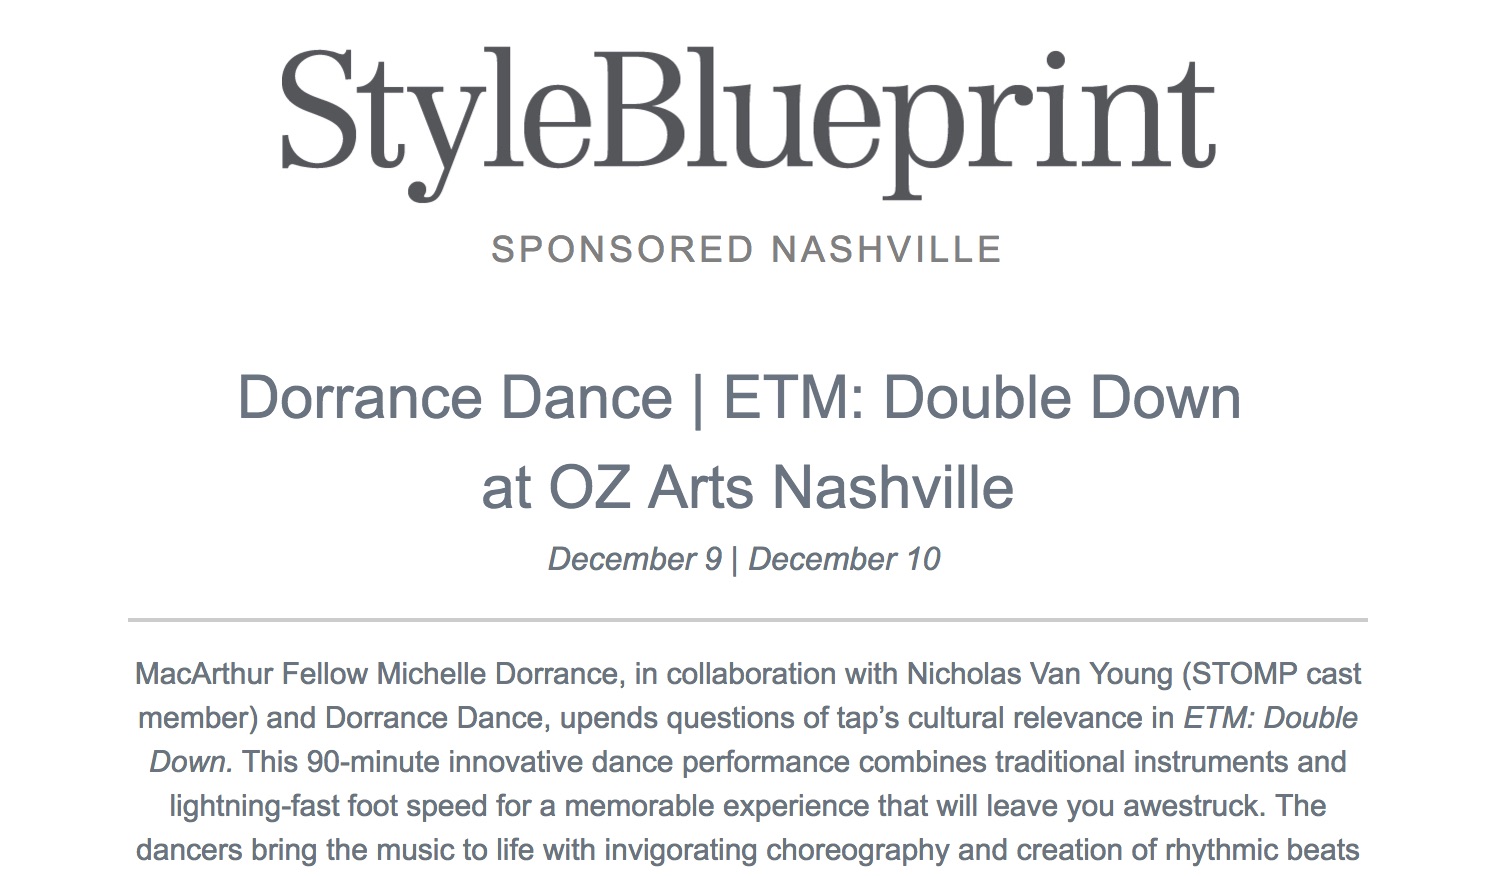 StyleBlueprint
SPONSORED NASHVILLE
Dorrance Dance | ETM: Double Down
at OZ Arts Nashville
December 9 | December 10
MacArthur Fellow Michelle Dorrance, in collaboration with Nicholas Van Young (STOMP cast
member) and Dorrance Dance, upends questions of tap’s cultural relevance in ETM: Double
Down. This 90-minute innovative dance performance combines traditional instruments and
lightning-fast foot speed for a memorable experience that will leave you awestruck. The
dancers bring the music to life with invigorating choreography and creation of rhythmic beats